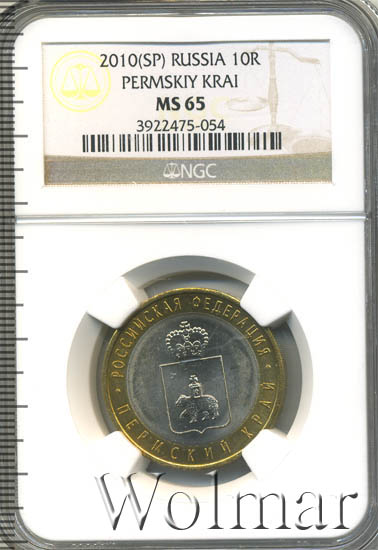 2010(SP) RUSSIA 10R
PERMSKIY KRAI
MS 65
3922475-054
NGC
РОССИЙСКАЯ ФЕДЕРАЦИЯ
ПЕРМСКИЙ КРАЙ
Wolmar